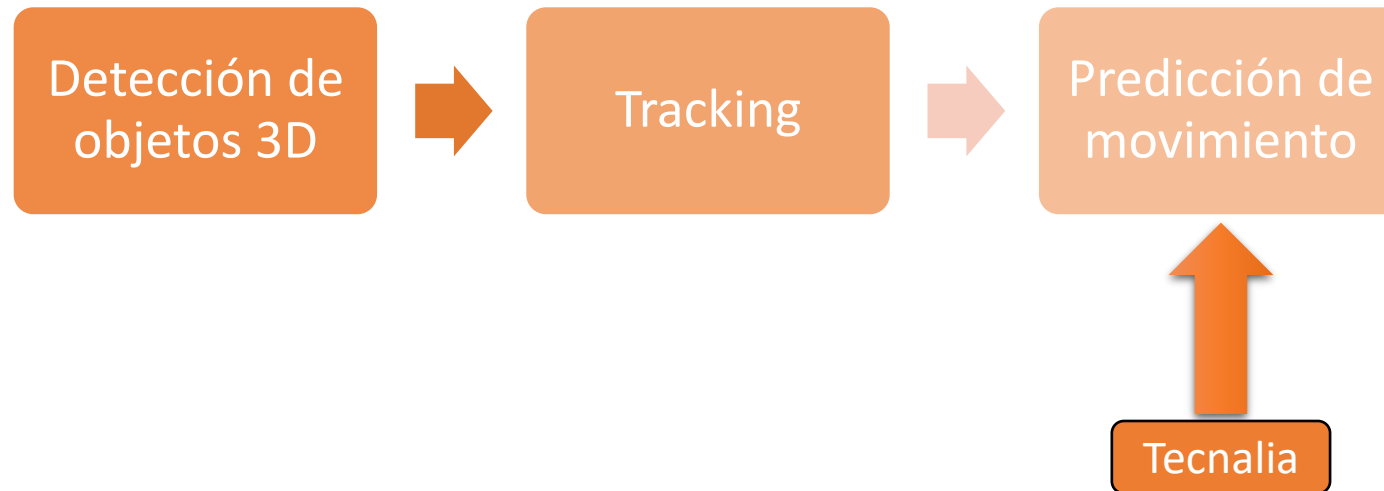 Detección de
objetos 3D
Tracking
Predicción de
movimiento
Tecnalia